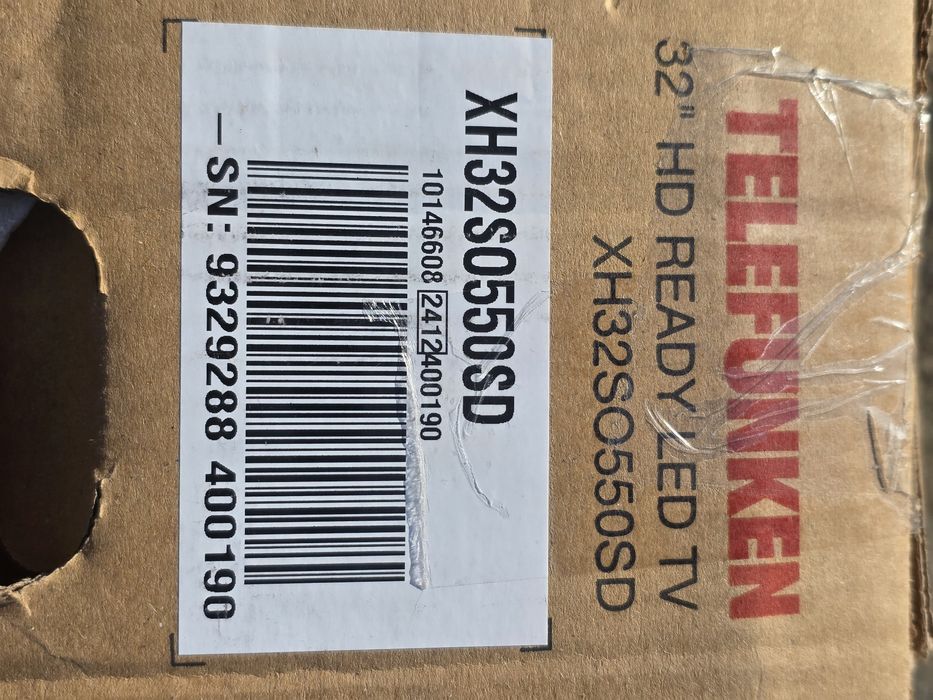 TELEFUNKEN
32" HD READY LED TV
XH32SO550SD
XH32SO550SD
10146608 2412400190
—SN: 9329288 400190